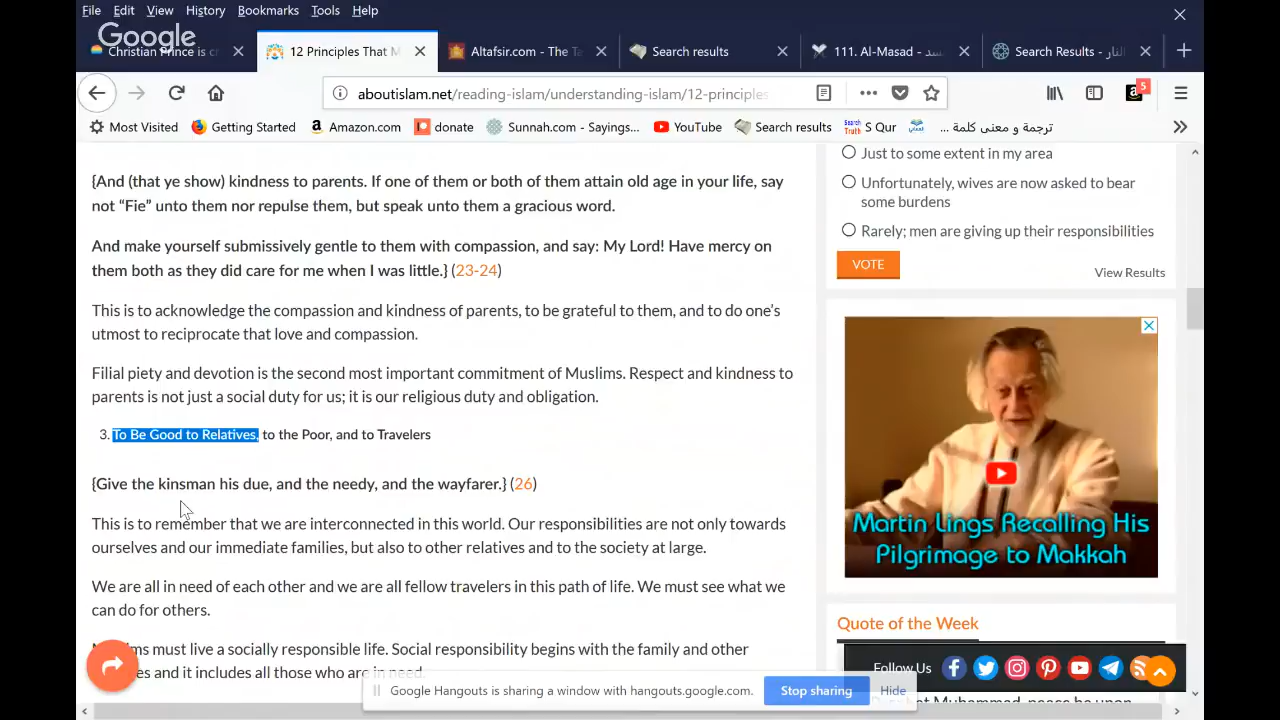 File Edit View History Bookmarks Tools Help
Google
Christian Prince is cr
12 Principles That M
Altafsir.com - The Ta
Search results
111. Al-Masad - المسد
Search Results - النار
aboutislam.net/reading-islam/understanding-islam/12-principles
5
Most Visited Getting Started Amazon.com donate Sunnah.com - Sayings... YouTube Search results S Qur ترجمة و معنى كلمة ...
{And (that ye show) kindness to parents. If one of them or both of them attain old age in your life, say
not “Fie” unto them nor repulse them, but speak unto them a gracious word.
And make yourself submissively gentle to them with compassion, and say: My Lord! Have mercy on
them both as they did care for me when I was little.} (23-24)
This is to acknowledge the compassion and kindness of parents, to be grateful to them, and to do one’s
utmost to reciprocate that love and compassion.
Filial piety and devotion is the second most important commitment of Muslims. Respect and kindness to
parents is not just a social duty for us; it is our religious duty and obligation.
3. To Be Good to Relatives, to the Poor, and to Travelers
{Give the kinsman his due, and the needy, and the wayfarer.} (26)
This is to remember that we are interconnected in this world. Our responsibilities are not only towards
ourselves and our immediate families, but also to other relatives and to the society at large.
We are all in need of each other and we are all fellow travelers in this path of life. We must see what we
can do for others.
must live a socially responsible life. Social responsibility begins with the family and other
and it includes all those who are in need.
Just to some extent in my area
Unfortunately, wives are now asked to bear
some burdens
Rarely; men are giving up their responsibilities
VOTE
View Results
Martin Lings Recalling His
Pilgrimage to Makkah
Quote of the Week
Follow Us
Muhammad, peace be upon
Google Hangouts is sharing a window with hangouts.google.com.
Stop sharing
Hide